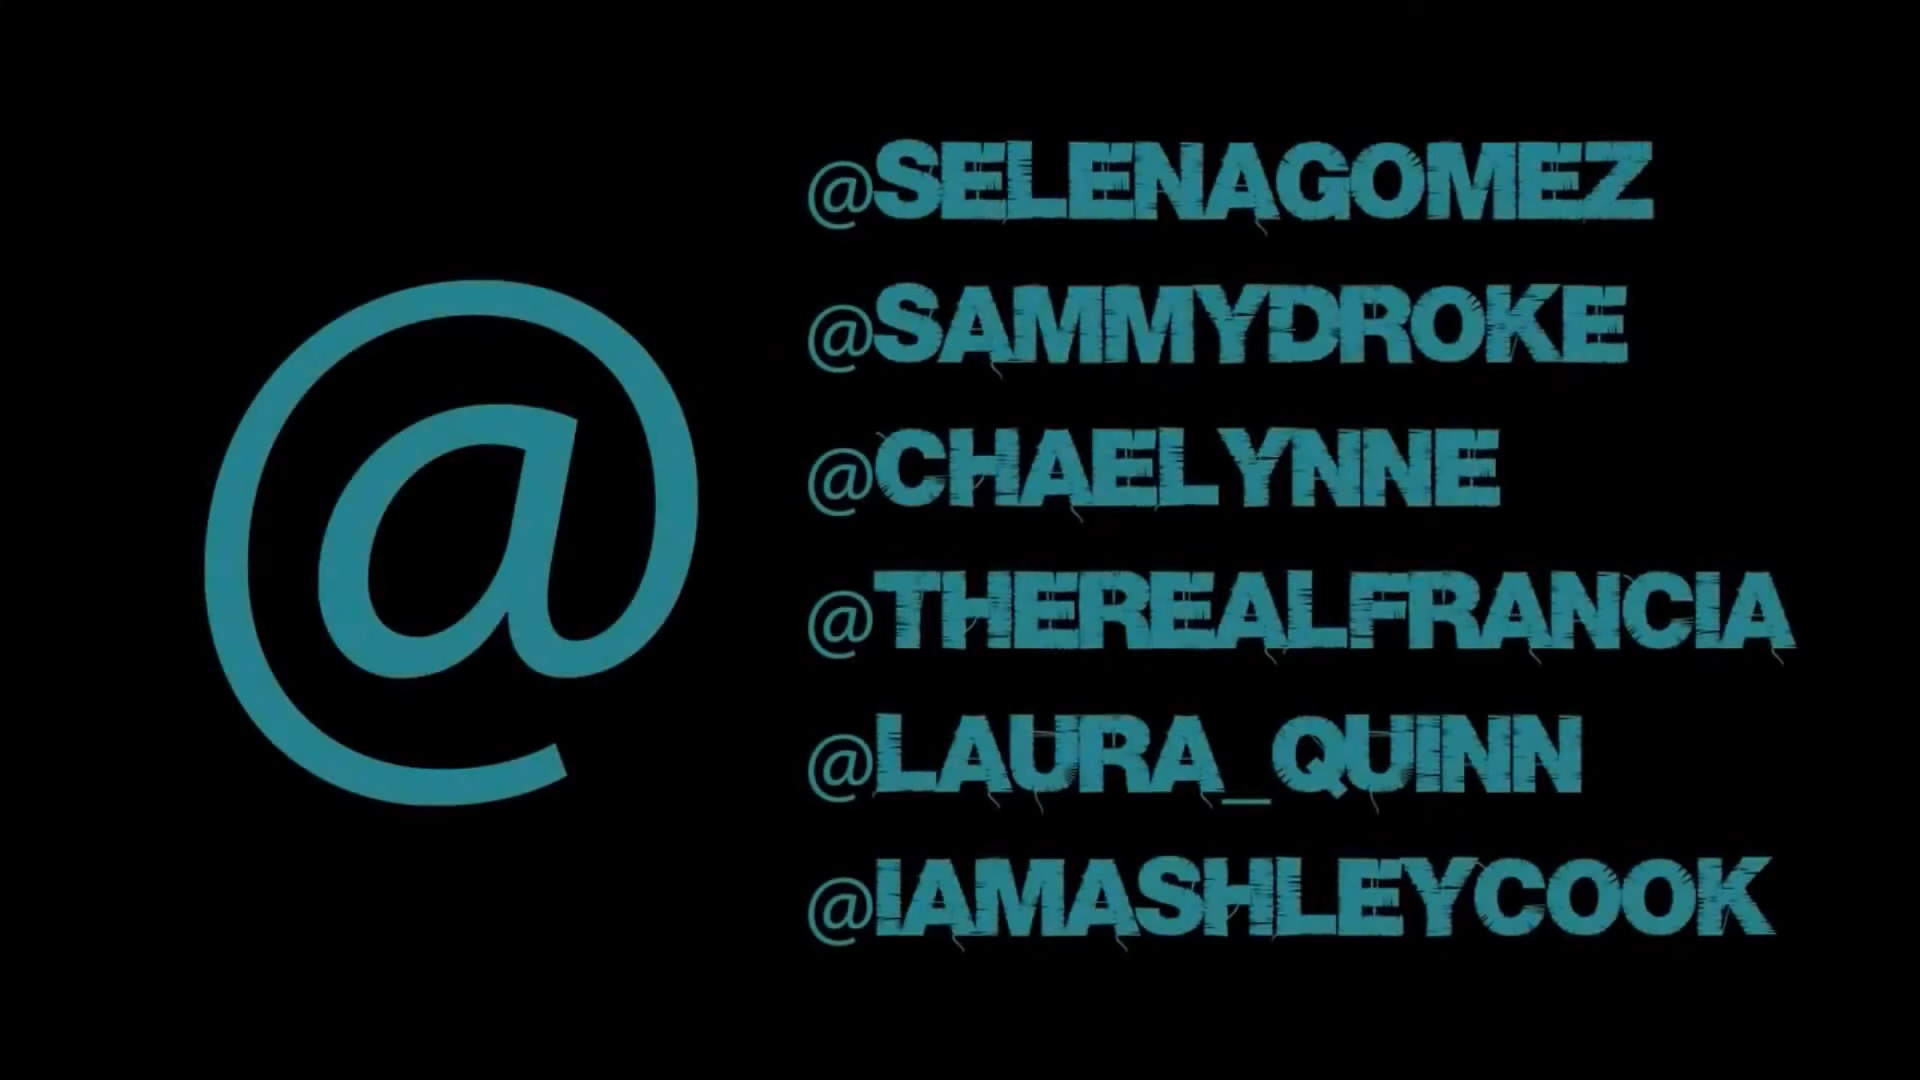 @
@SELENAGOMEZ
@SAMMYDROKE
@CHAELYNNE
@THEREALFRANCIA
@LAURA_QUINN
@IAMASHLEYCOOK